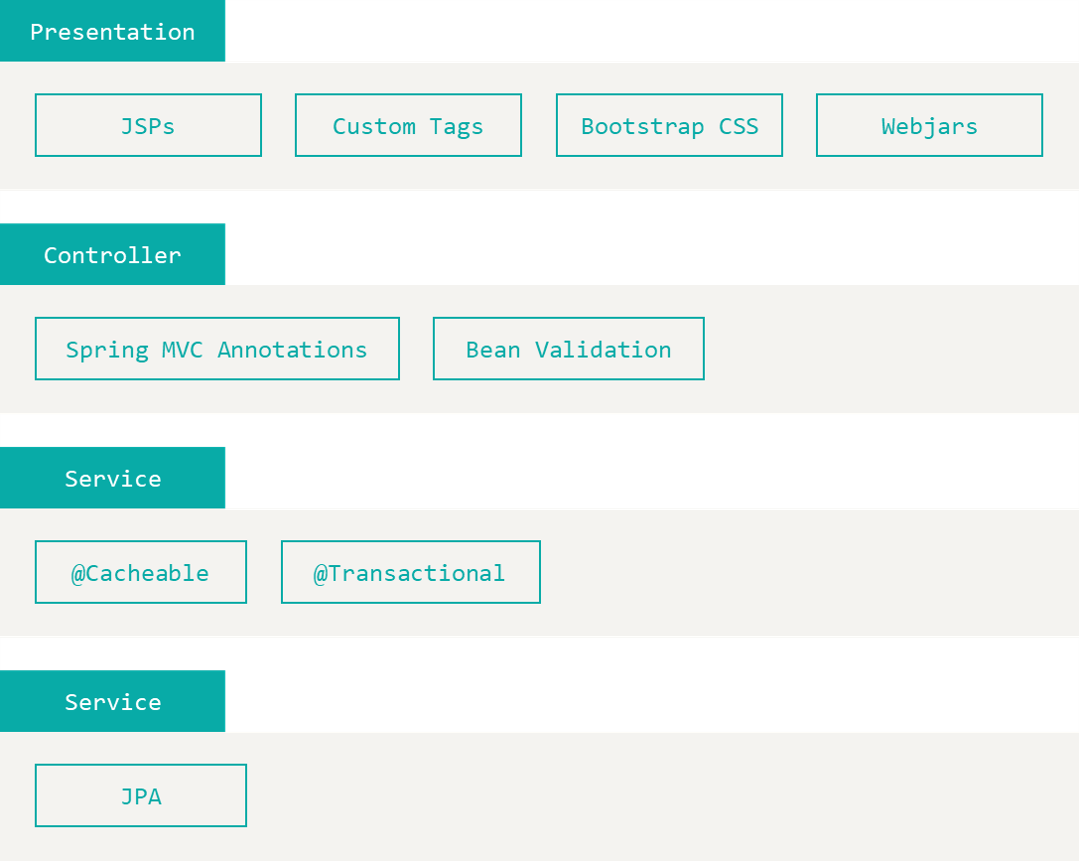 Presentation
JSPs Custom Tags Bootstrap CSS Webjars
Controller
Spring MVC Annotations Bean Validation
Service
@Cacheable @Transactional
Service
JPA